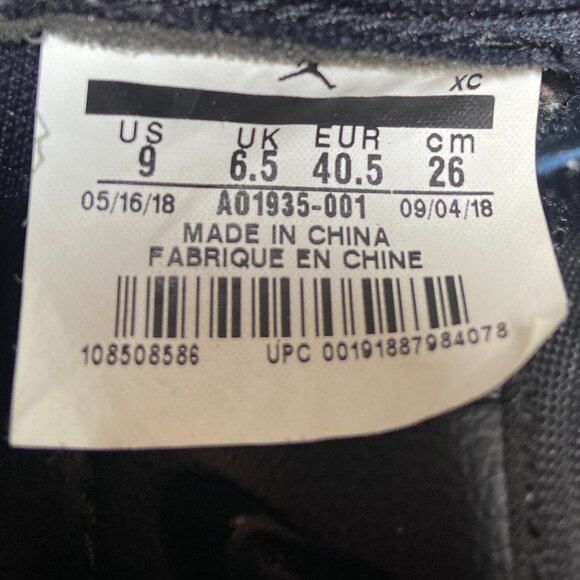 XC
US UK EUR cm
9 6.5 40.5 26
05/16/18 AO1935-001 09/04/18
MADE IN CHINA
FABRIQUE EN CHINE
108508586 UPC 00191887984078